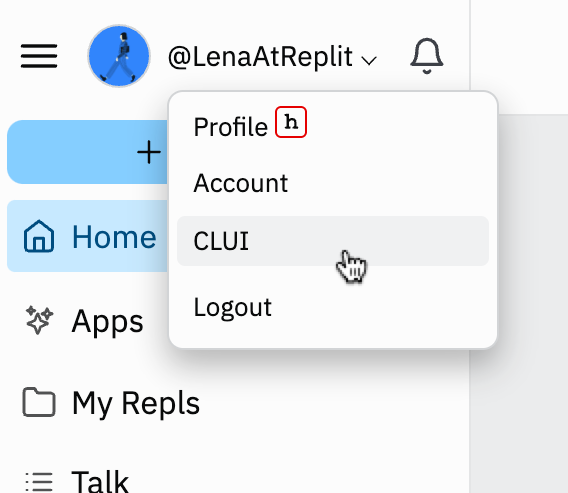 @LenaAtReplit
Profile h
Account
CLUI
Logout
+
Home
Apps
My Repls
Talk